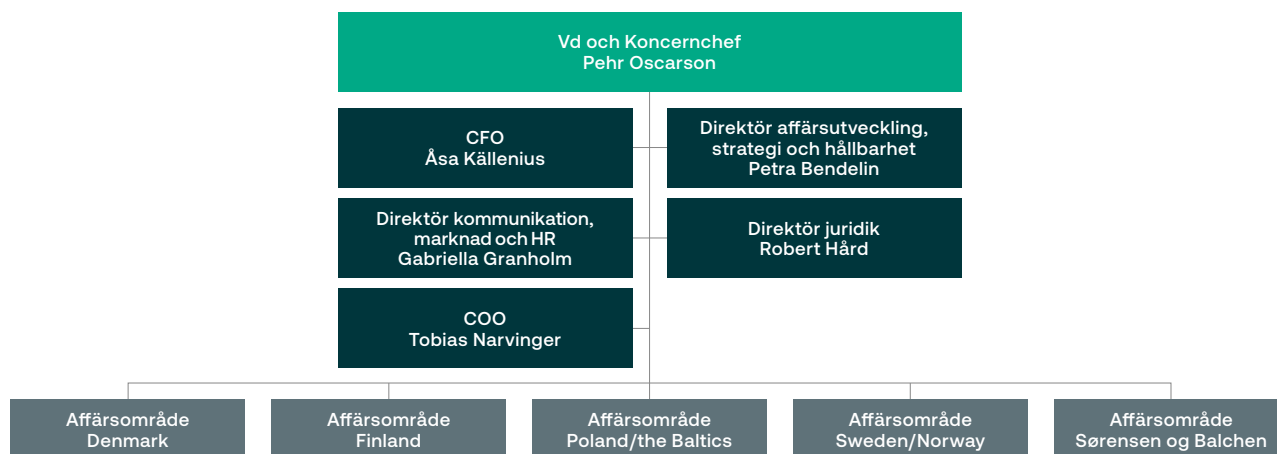 Vd och Koncernchef
Pehr Oscarson
CFO
Åsa Källenius
Direktör affärsutveckling,
strategi och hållbarhet
Petra Bendelin
Direktör kommunikation,
marknad och HR
Gabriella Granholm
Direktör juridik
Robert Hård
COO
Tobias Narvinger
Affärsområde
Denmark
Affärsområde
Finland
Affärsområde
Poland/the Baltics
Affärsområde
Sweden/Norway
Affärsområde
Sørensen og Balchen